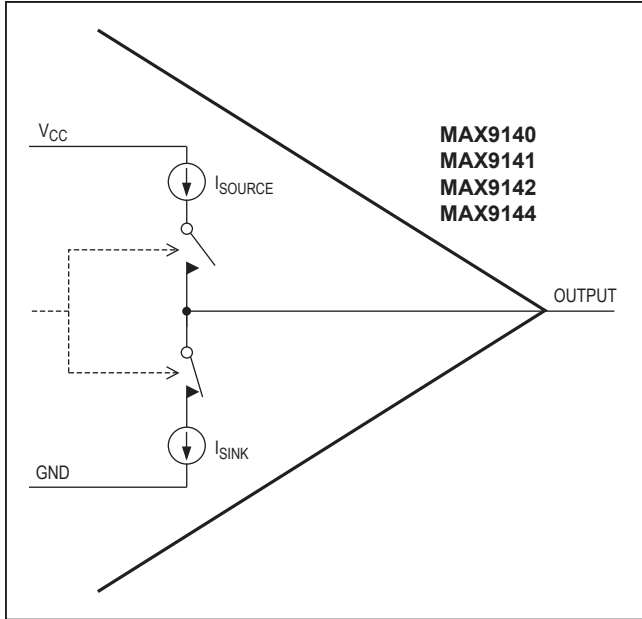 MAX9140
MAX9141
MAX9142
MAX9144
VCC
ISOURCE
OUTPUT
ISINK
GND